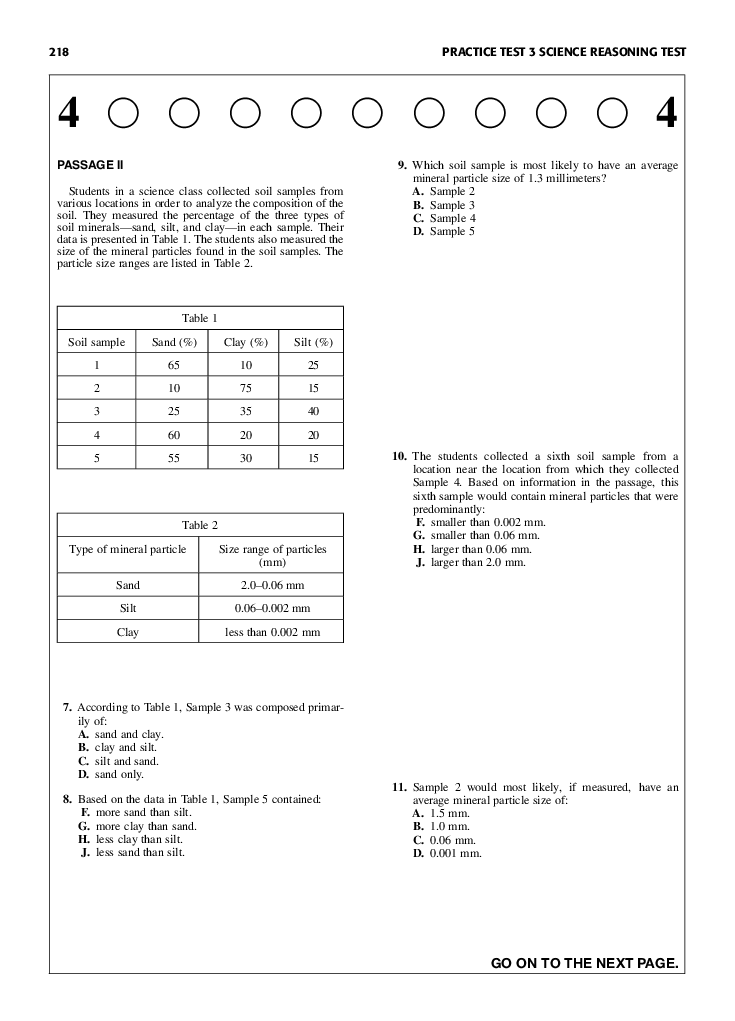 218
PRACTICE TEST 3 SCIENCE REASONING TEST
4
4
PASSAGE II
Students in a science class collected soil samples from
various locations in order to analyze the composition of the
soil. They measured the percentage of the three types of
soil minerals—sand, silt, and clay—in each sample. Their
data is presented in Table 1. The students also measured the
size of the mineral particles found in the soil samples. The
particle size ranges are listed in Table 2.
Table 1
Soil sample Sand (%) Clay (%) Silt (%)
1 65 10 25
2 10 75 15
3 25 35 40
4 60 20 20
5 55 30 15
Table 2
Type of mineral particle Size range of particles
(mm)
Sand 2.0–0.06 mm
Silt 0.06–0.002 mm
Clay less than 0.002 mm
7. According to Table 1, Sample 3 was composed primar-
ily of:
A. sand and clay.
B. clay and silt.
C. silt and sand.
D. sand only.
8. Based on the data in Table 1, Sample 5 contained:
F. more sand than silt.
G. more clay than sand.
H. less clay than silt.
J. less sand than silt.
9. Which soil sample is most likely to have an average
mineral particle size of 1.3 millimeters?
A. Sample 2
B. Sample 3
C. Sample 4
D. Sample 5
10. The students collected a sixth soil sample from a
location near the location from which they collected
Sample 4. Based on information in the passage, this
sixth sample would contain mineral particles that were
predominantly:
F. smaller than 0.002 mm.
G. smaller than 0.06 mm.
H. larger than 0.06 mm.
J. larger than 2.0 mm.
11. Sample 2 would most likely, if measured, have an
average mineral particle size of:
A. 1.5 mm.
B. 1.0 mm.
C. 0.06 mm.
D. 0.001 mm.
GO ON TO THE NEXT PAGE.